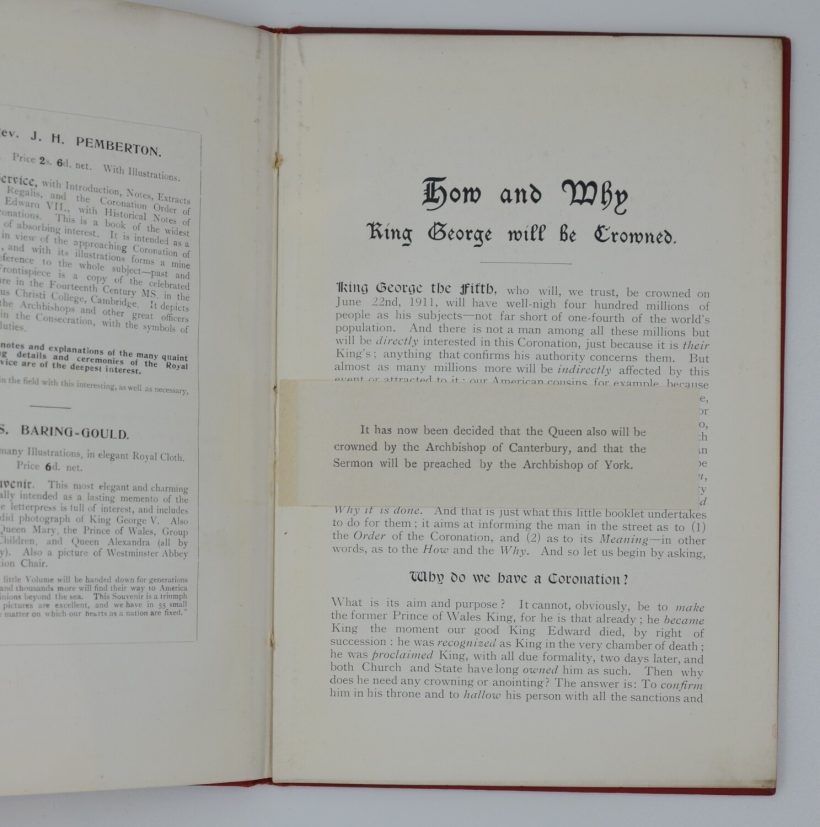 ev. J. H. PEMBERTON.
Price 2s. 6d. net. With Illustrations.
ervice, with Introduction, Notes, Extracts
Regalis, and the Coronation Order of
Edward VII., with Historical Notes of
onations. This is a book of the widest
of absorbing interest. It is intended as a
in view of the approaching Coronation of
, and with its illustrations forms a mine
eference to the whole subject—past and
Frontispiece is a copy of the celebrated
re in the Fourteenth Century MS. in the
us Christi College, Cambridge. It depicts
the Archbishops and other great officers
in the Consecration, with the symbols of
duties.
notes and explanations of the many quaint
ng details and ceremonies of the Royal
vice are of the deepest interest.
in the field with this interesting, as well as necessary,
S. BARING-GOULD.
many Illustrations, in elegant Royal Cloth.
Price 6d. net.
uvenir. This most elegant and charming
ally intended as a lasting memento of the
e letterpress is full of interest, and includes
did photograph of King George V. Also
Queen Mary, the Prince of Wales, Group
Children, and Queen Alexandra (all by
y). Also a picture of Westminster Abbey
tion Chair.
little Volume will be handed down for generations
and thousands more will find their way to America
inions beyond the sea. This Souvenir is a triumph
pictures are excellent, and we have in 55 small
matter on which our hearts as a nation are fixed."
How and Why
King George will be Crowned.
King George the Fifth, who will, we trust, be crowned on
June 22nd, 1911, will have well-nigh four hundred millions of
people as his subjects—not far short of one-fourth of the world's
population. And there is not a man among all these millions but
will be directly interested in this Coronation, just because it is their
King's; anything that confirms his authority concerns them. But
almost as many millions more will be indirectly affected by this
event or attracted to it: our American cousins, for example, because
It has now been decided that the Queen also will be
crowned by the Archbishop of Canterbury, and that the
Sermon will be preached by the Archbishop of York.
Why it is done. And that is just what this little booklet undertakes
to do for them; it aims at informing the man in the street as to (1)
the Order of the Coronation, and (2) as to its Meaning—in other
words, as to the How and the Why. And so let us begin by asking,
Why do we have a Coronation?
What is its aim and purpose? It cannot, obviously, be to make
the former Prince of Wales King, for he is that already; he became
King the moment our good King Edward died, by right of
succession: he was recognized as King in the very chamber of death;
he was proclaimed King, with all due formality, two days later, and
both Church and State have long owned him as such. Then why
does he need any crowning or anointing? The answer is: To confirm
him in his throne and to hallow his person with all the sanctions and